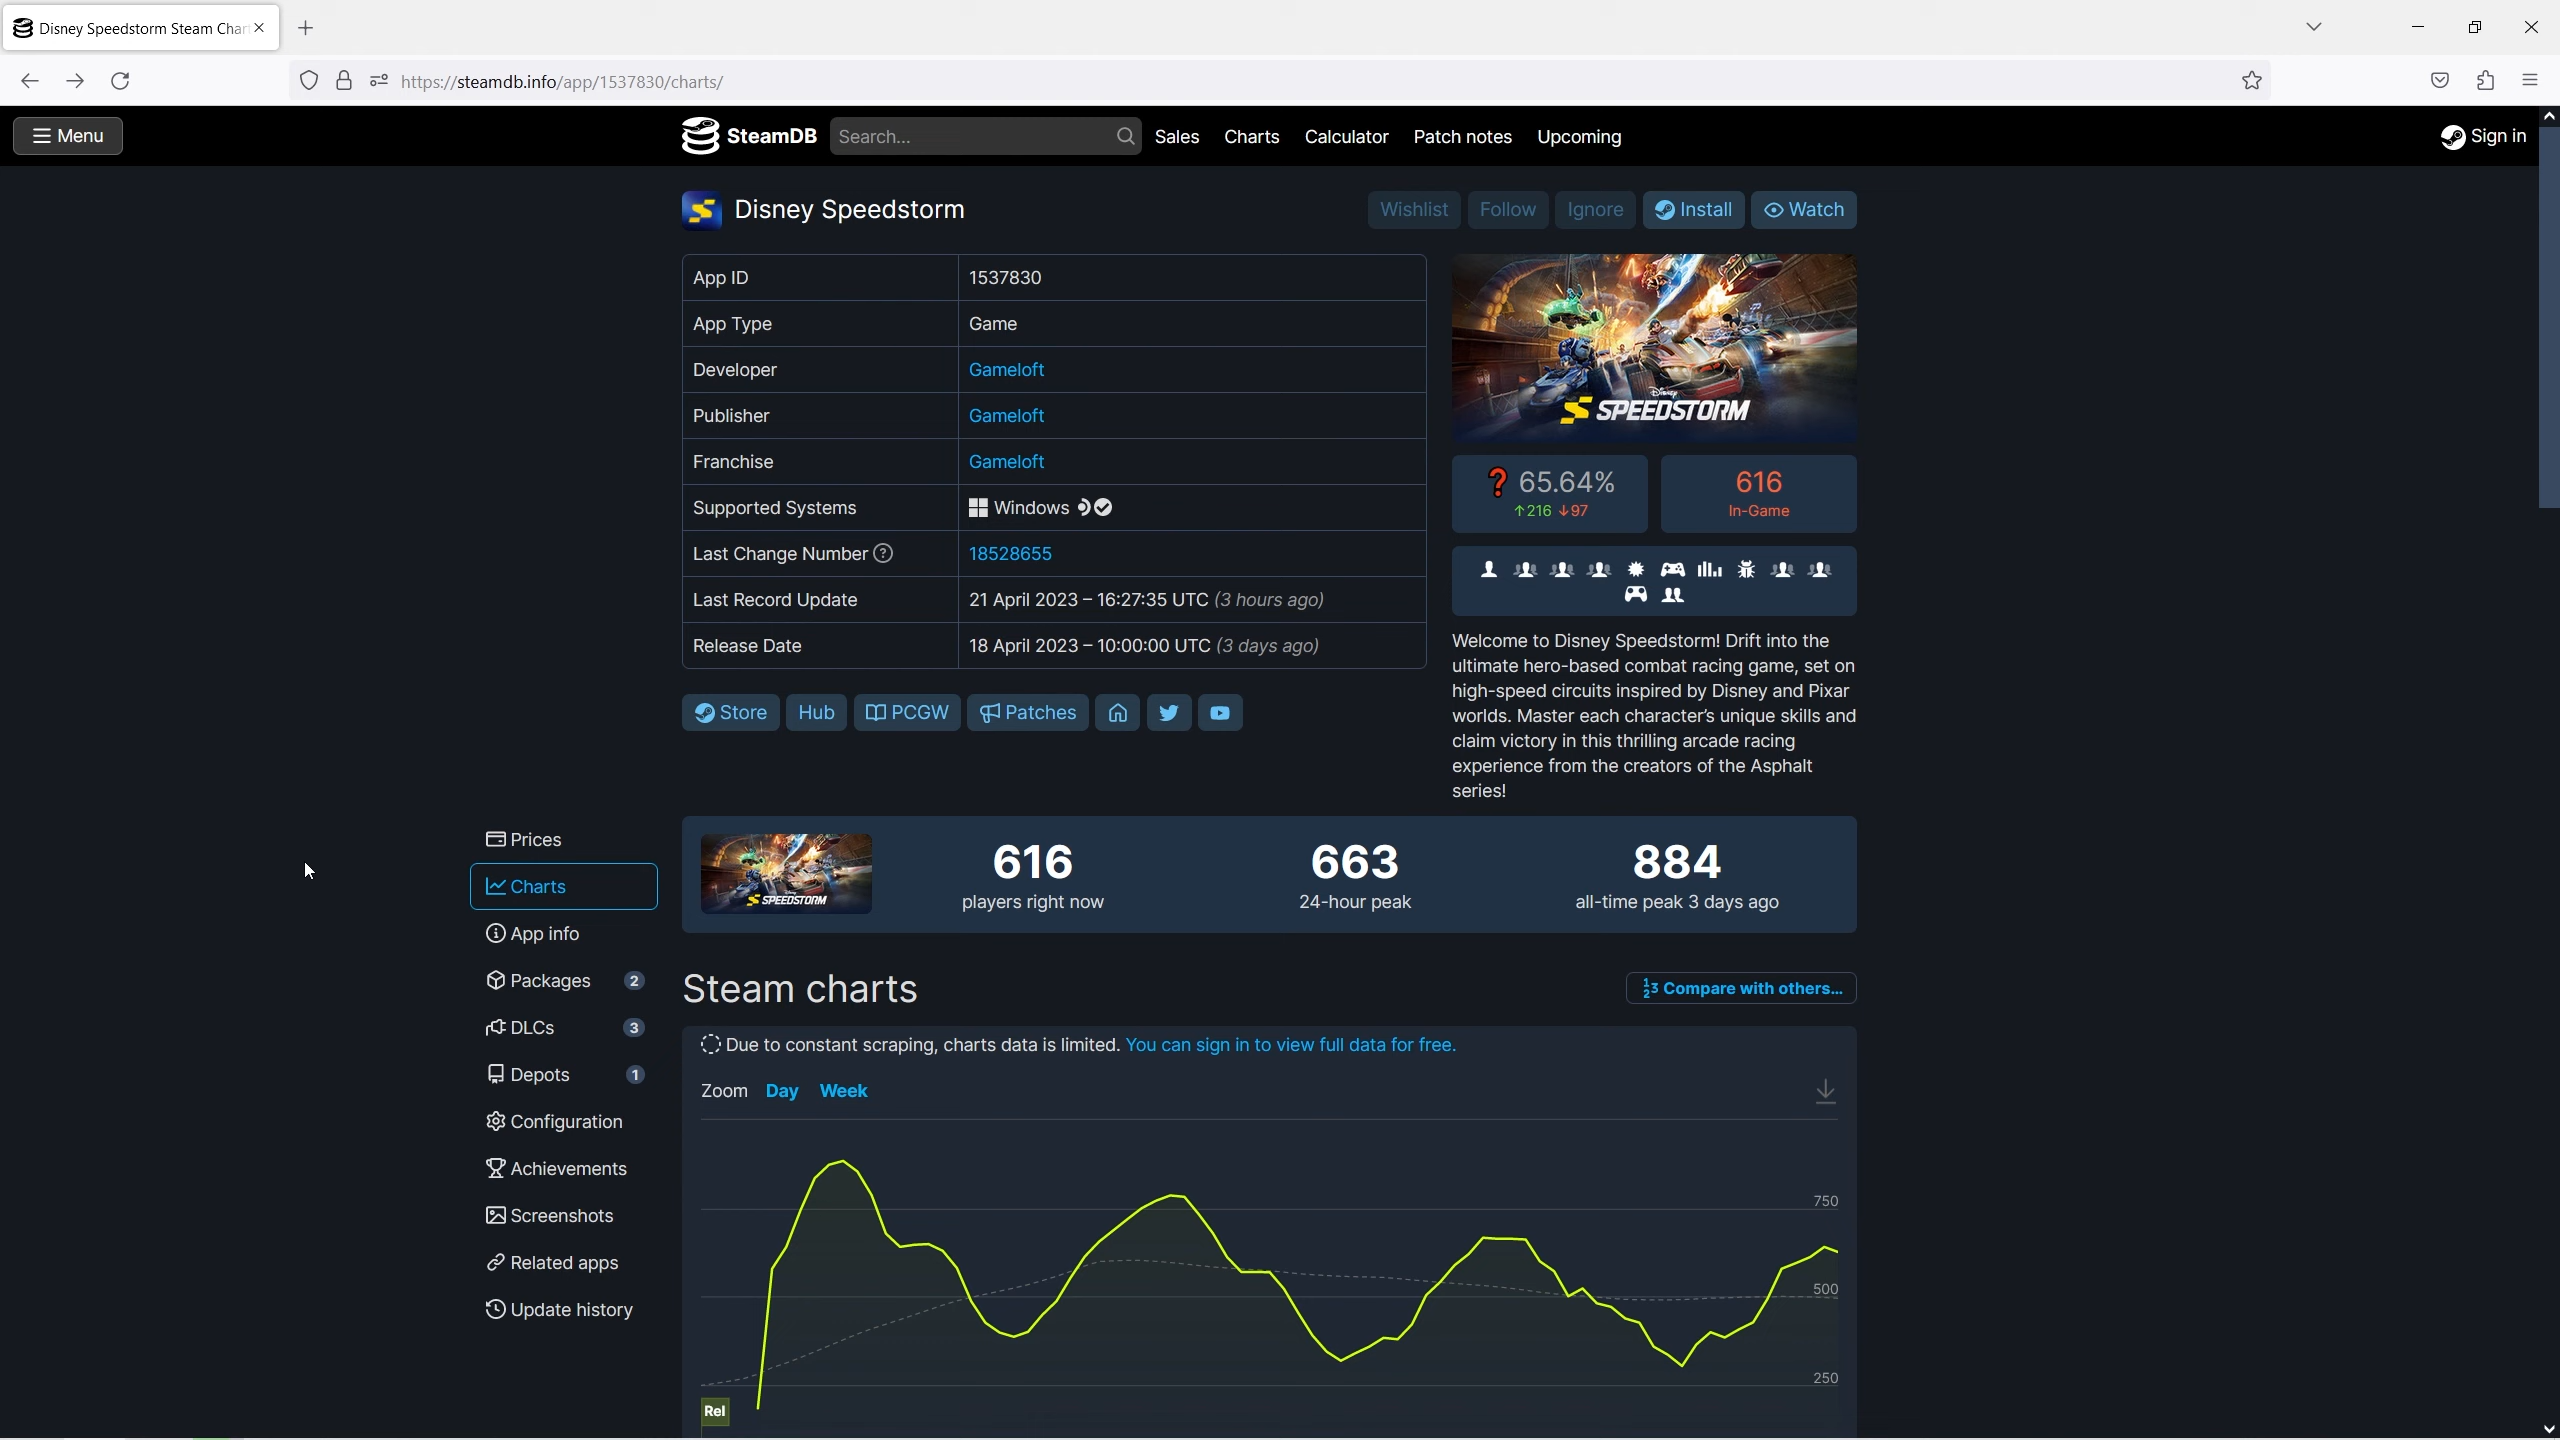 Disney Speedstorm Steam Char
https://steamdb.info/app/1537830/charts/
Menu
SteamDB
Search...
Sales Charts Calculator Patch notes Upcoming
Sign in
Disney Speedstorm
Wishlist Follow Ignore Install Watch
App ID 1537830
App Type Game
Developer Gameloft
Publisher Gameloft
Franchise Gameloft
Supported Systems Windows
Last Change Number ? 18528655
Last Record Update 21 April 2023 – 16:27:35 UTC (3 hours ago)
Release Date 18 April 2023 – 10:00:00 UTC (3 days ago)
Store Hub PCGW Patches
Disney
SPEEDSTORM
? 65.64%
↑216 ↓97
616
In-Game
Welcome to Disney Speedstorm! Drift into the
ultimate hero-based combat racing game, set on
high-speed circuits inspired by Disney and Pixar
worlds. Master each character's unique skills and
claim victory in this thrilling arcade racing
experience from the creators of the Asphalt
series!
Prices
Charts
App info
Packages 2
DLCs 3
Depots 1
Configuration
Achievements
Screenshots
Related apps
Update history
SPEEDSTORM
616
players right now
663
24-hour peak
884
all-time peak 3 days ago
Steam charts
Compare with others...
Due to constant scraping, charts data is limited. You can sign in to view full data for free.
Zoom Day Week
750
500
250
Rel